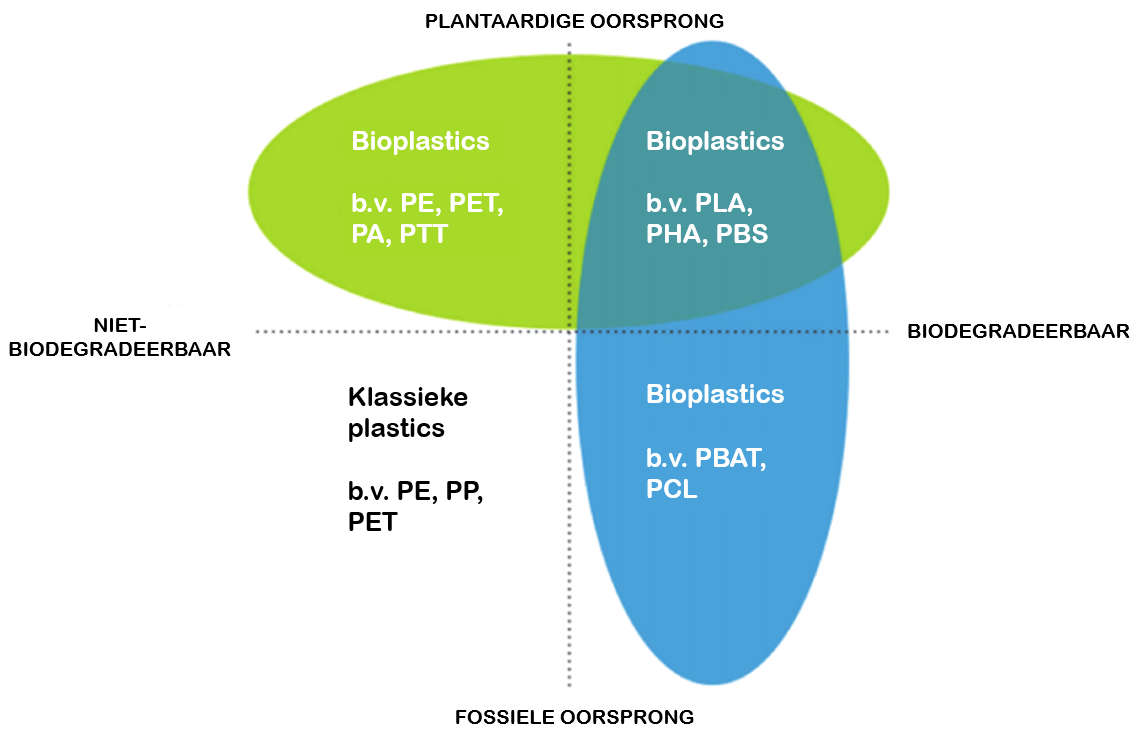 PLANTAARDIGE OORSPRONG
Bioplastics
b.v. PE, PET,
PA, PTT
Bioplastics
b.v. PLA,
PHA, PBS
NIET-
BIODEGRADEERBAAR
BIODEGRADEERBAAR
Klassieke
plastics
b.v. PE, PP,
PET
Bioplastics
b.v. PBAT,
PCL
FOSSIELE OORSPRONG